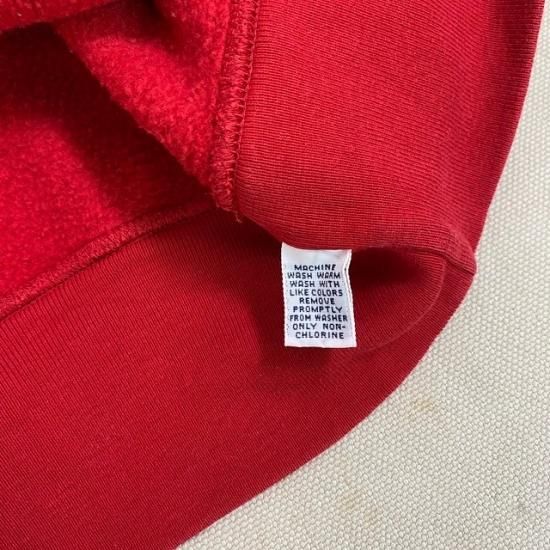 MACHINE
WASH WARM
WASH WITH
LIKE COLORS
REMOVE
PROMPTLY
FROM WASHER
ONLY NON-
CHLORINE